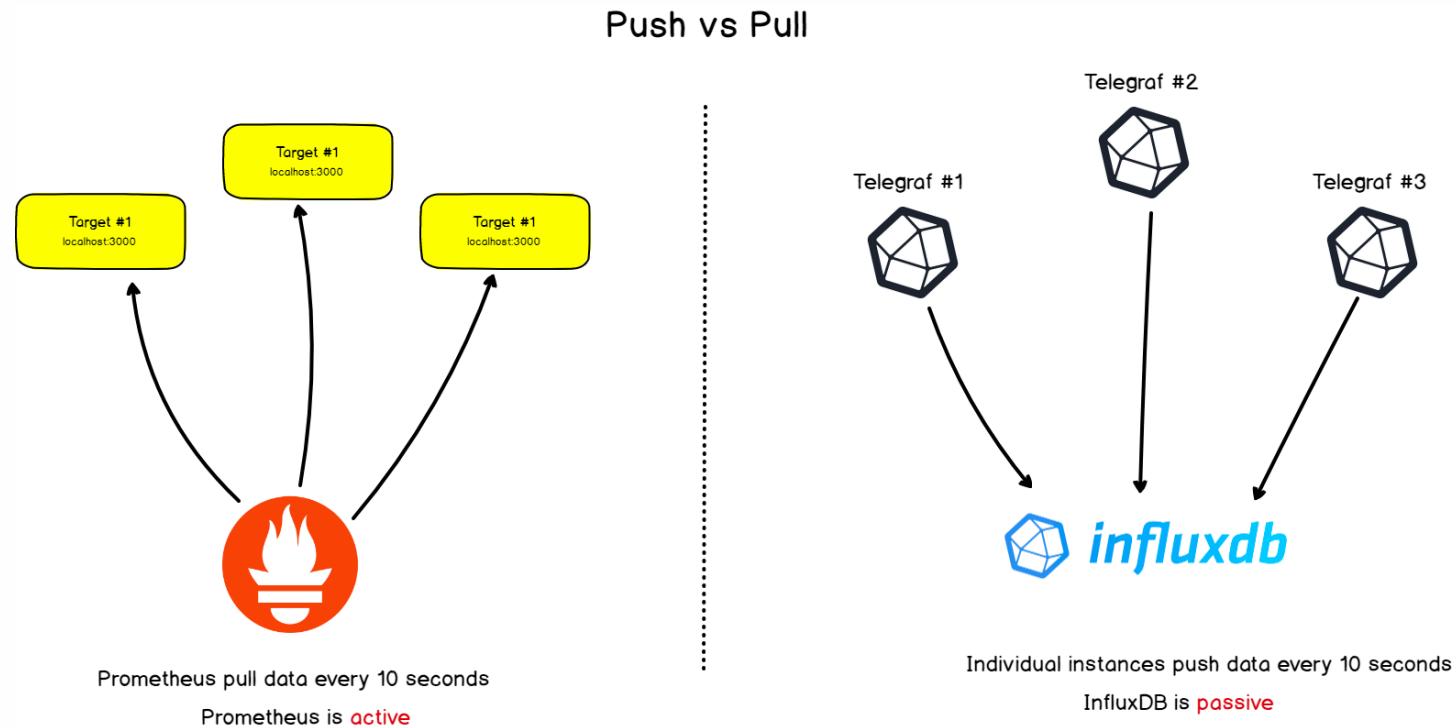 Push vs Pull
Target #1
localhost:3000
Target #1
localhost:3000
Target #1
localhost:3000
Prometheus pull data every 10 seconds
Prometheus is active
Telegraf #1
Telegraf #2
Telegraf #3
influxdb
Individual instances push data every 10 seconds
InfluxDB is passive